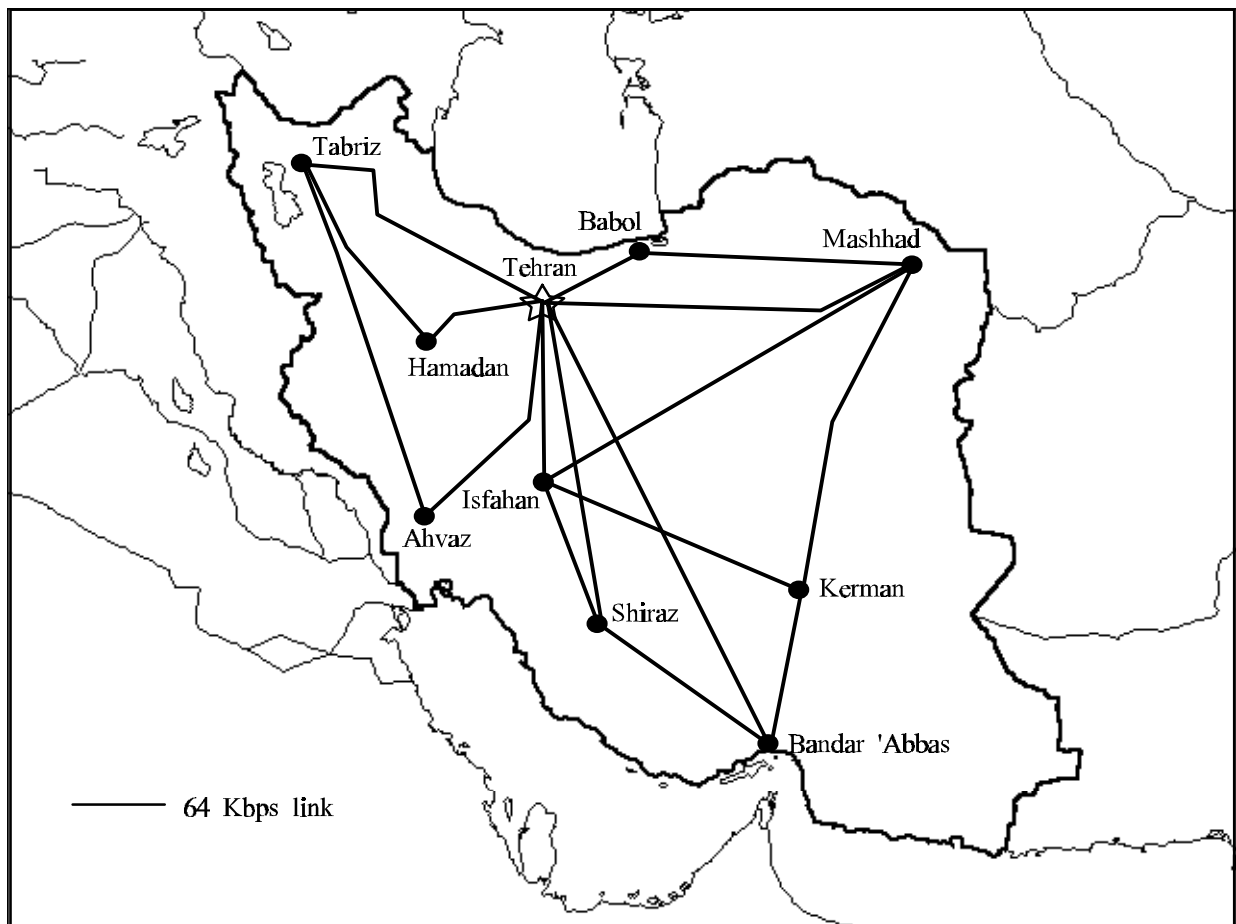 Tabriz
Babol
Mashhad
Tehran
Hamadan
Isfahan
Ahvaz
Kerman
Shiraz
Bandar 'Abbas
64 Kbps link